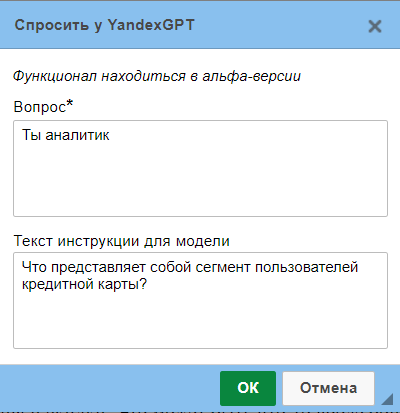 Спросить у YandexGPT
Функционал находиться в альфа-версии
Вопрос*
Ты аналитик
Текст инструкции для модели
Что представляет собой сегмент пользователей
кредитной карты?
ОК
Отмена